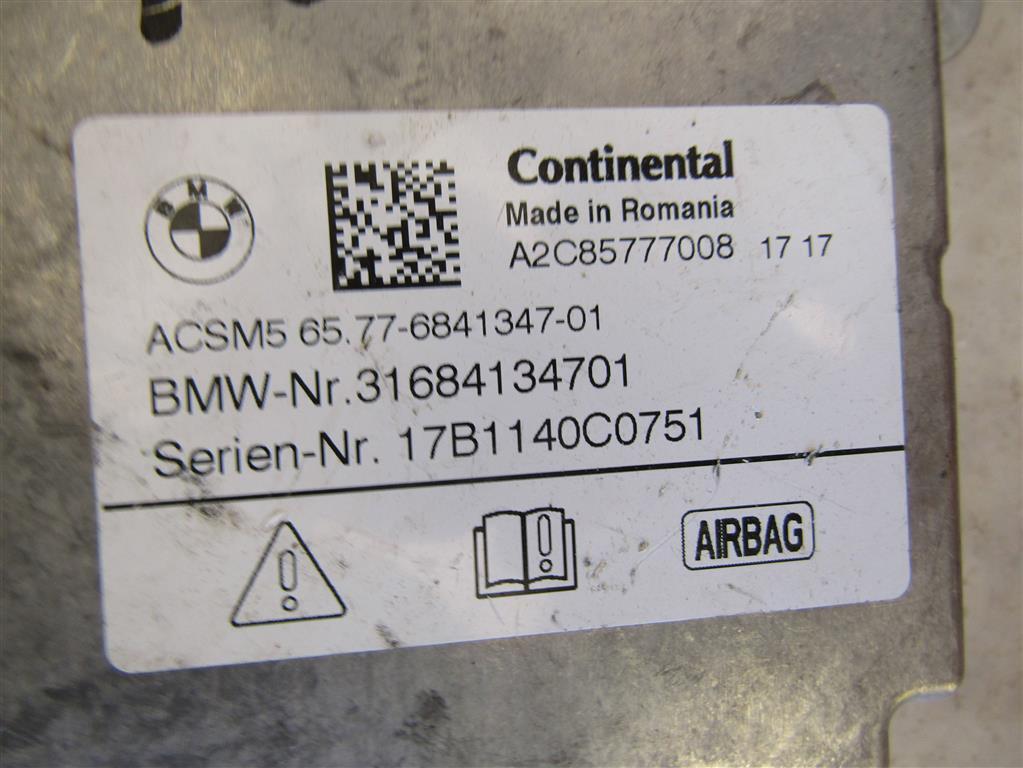 BMW
Continental
Made in Romania
A2C85777008 17 17
ACSM5 65.77-6841347-01
BMW-Nr.31684134701
Serien-Nr. 17B1140C0751
AIRBAG